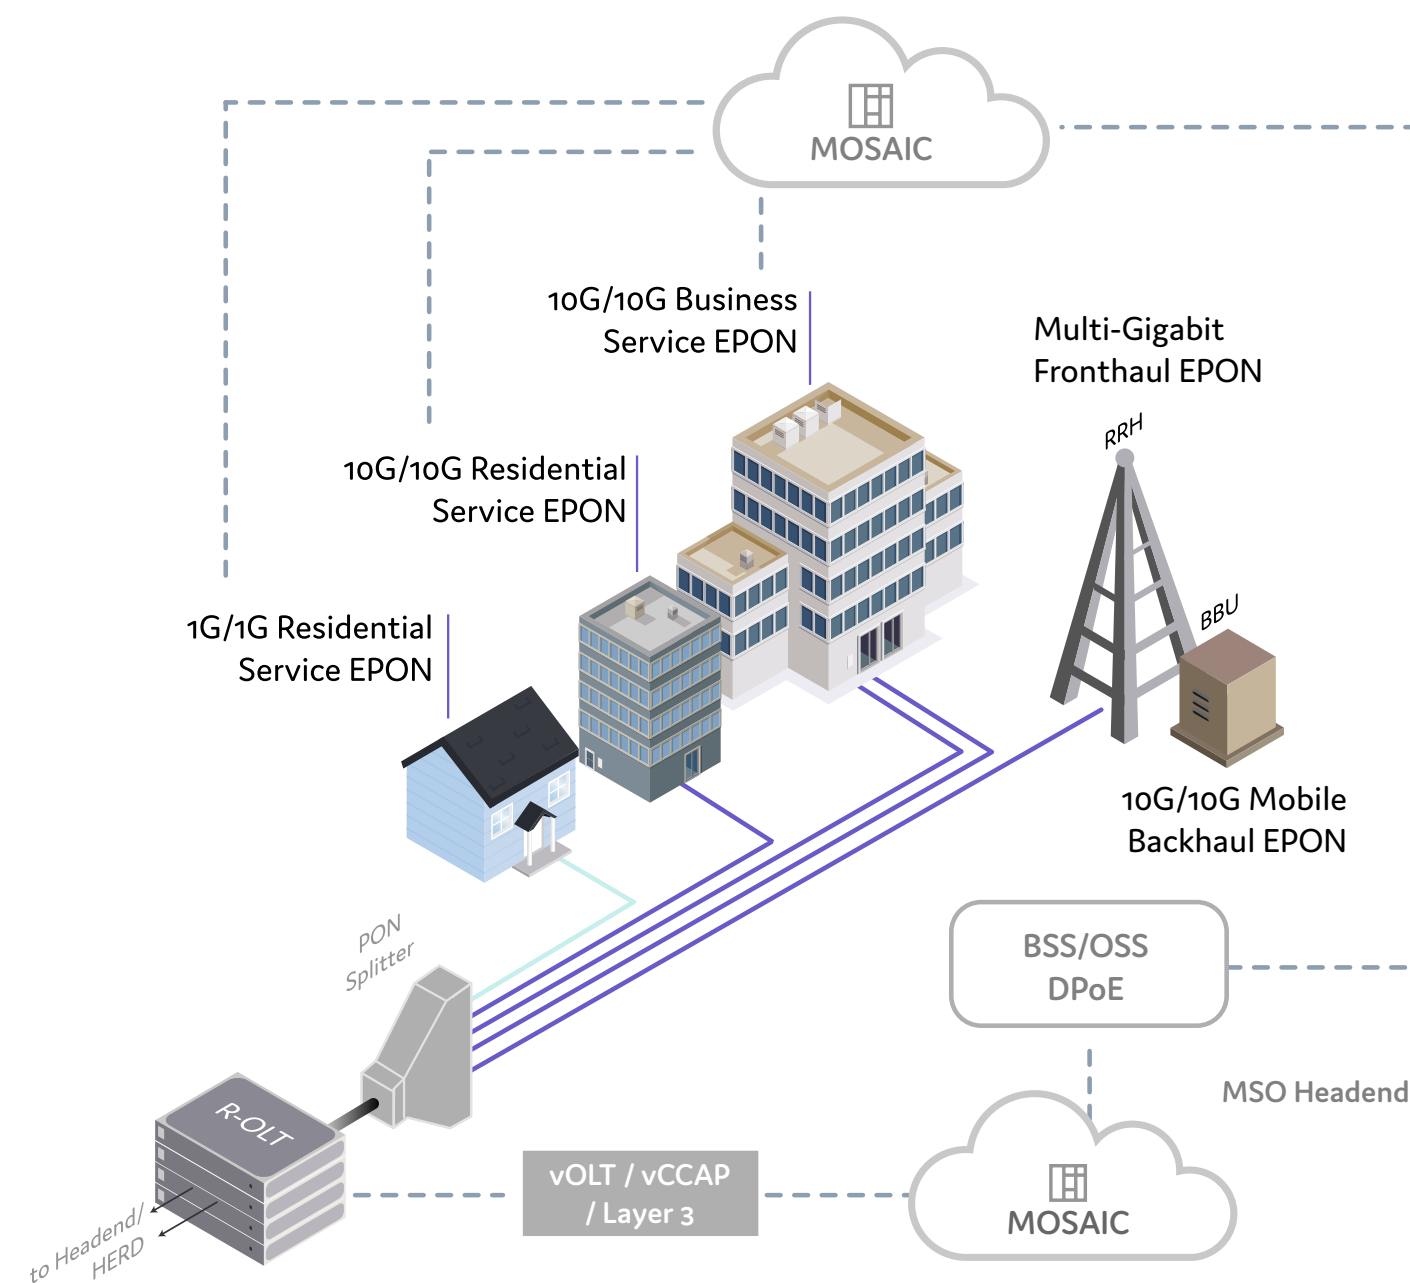 MOSAIC
10G/10G Business
Service EPON
Multi-Gigabit
Fronthaul EPON
RRH
10G/10G Residential
Service EPON
BBU
1G/1G Residential
Service EPON
10G/10G Mobile
Backhaul EPON
PON
Splitter
BSS/OSS
DPoE
MSO Headend
R-OLT
vOLT / vCCAP
/ Layer 3
MOSAIC
to Headend/
HERD